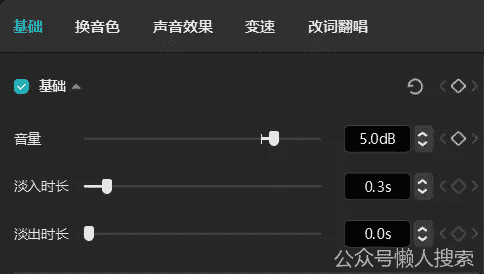 基础 换音色 声音效果 变速 改词翻唱
基础
音量 5.0dB
淡入时长 0.3s
淡出时长 0.0s
公众号懒人搜索